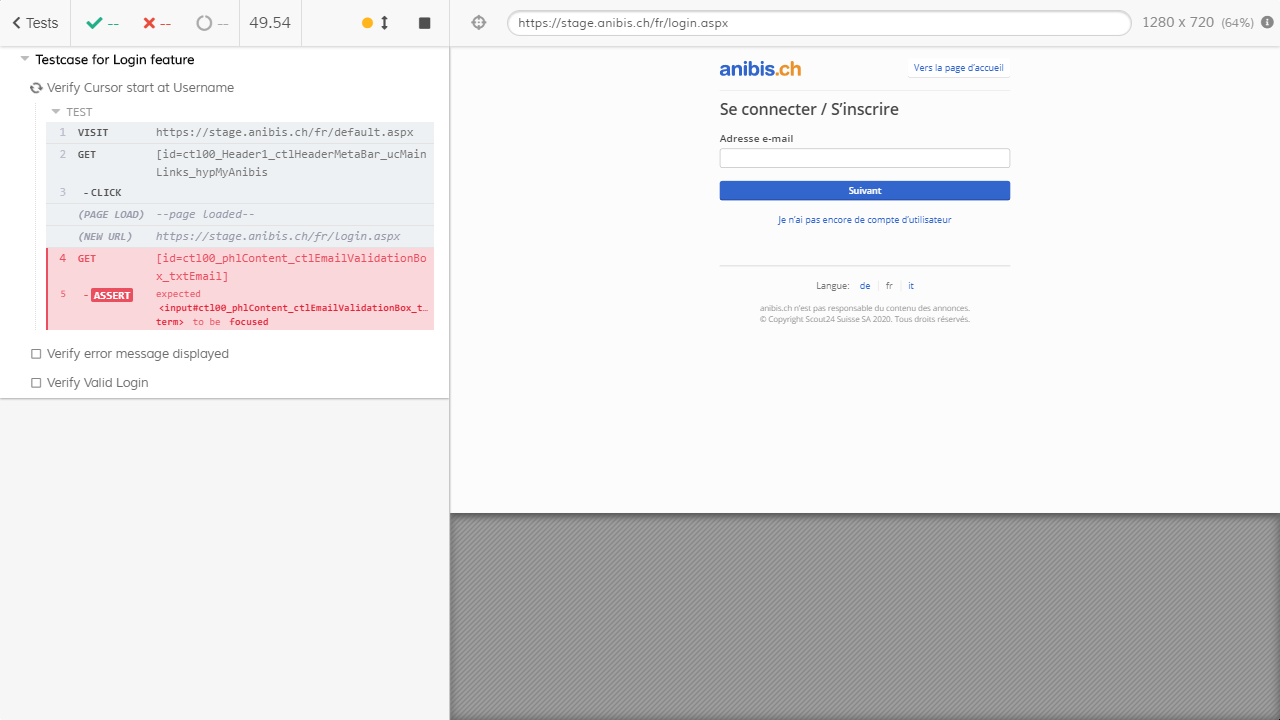 Tests
--
--
--
49.54
https://stage.anibis.ch/fr/login.aspx
1280 x 720 (64%)
Testcase for Login feature
Verify Cursor start at Username
TEST
1 VISIT https://stage.anibis.ch/fr/default.aspx
2 GET [id=ctl00_Header1_ctlHeaderMetaBar_ucMain
Links_hypMyAnibis
3 -CLICK
(PAGE LOAD) --page loaded--
(NEW URL) https://stage.anibis.ch/fr/login.aspx
4 GET [id=ctl00_phlContent_ctlEmailValidationBo
x_txtEmail]
5 -ASSERT expected
<input#ctl00_phlContent_ctlEmailValidationBox_t…
term> to be focused
Verify error message displayed
Verify Valid Login
anibis.ch
Vers la page d'accueil
Se connecter / S'inscrire
Adresse e-mail
Suivant
Je n'ai pas encore de compte d'utilisateur
Langue: de fr it
anibis.ch n'est pas responsable du contenu des annonces.
© Copyright Scout24 Suisse SA 2020. Tous droits réservés.